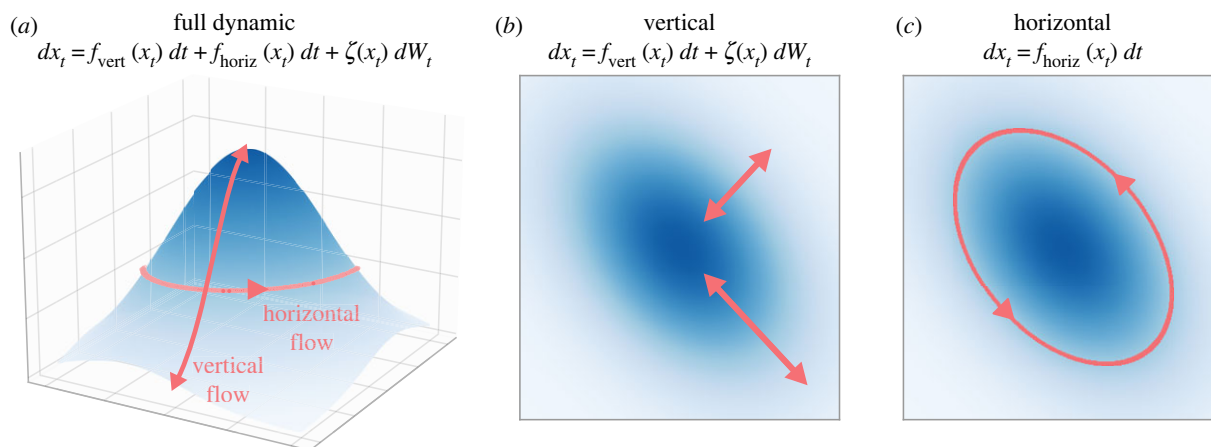 (a) full dynamic
dx_t = f_vert (x_t) dt + f_horiz (x_t) dt + ζ(x_t) dW_t
horizontal
flow
vertical
flow
(b) vertical
dx_t = f_vert (x_t) dt + ζ(x_t) dW_t
(c) horizontal
dx_t = f_horiz (x_t) dt